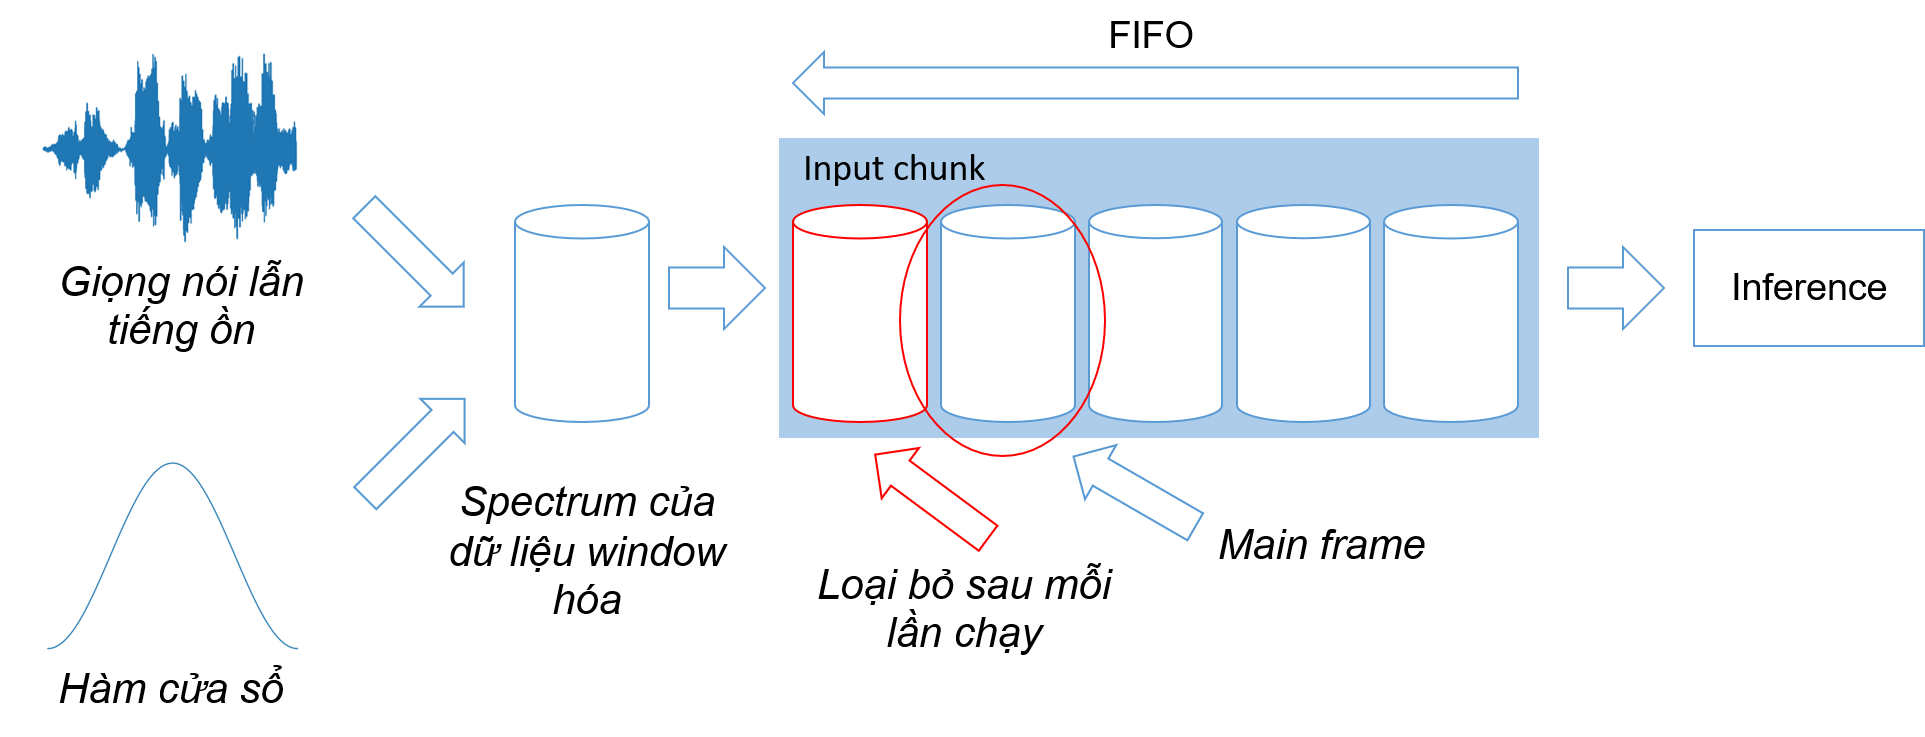 FIFO
Input chunk
Giọng nói lẫn
tiếng ồn
Inference
Spectrum của
dữ liệu window
hóa
Main frame
Loại bỏ sau mỗi
lần chạy
Hàm cửa sổ